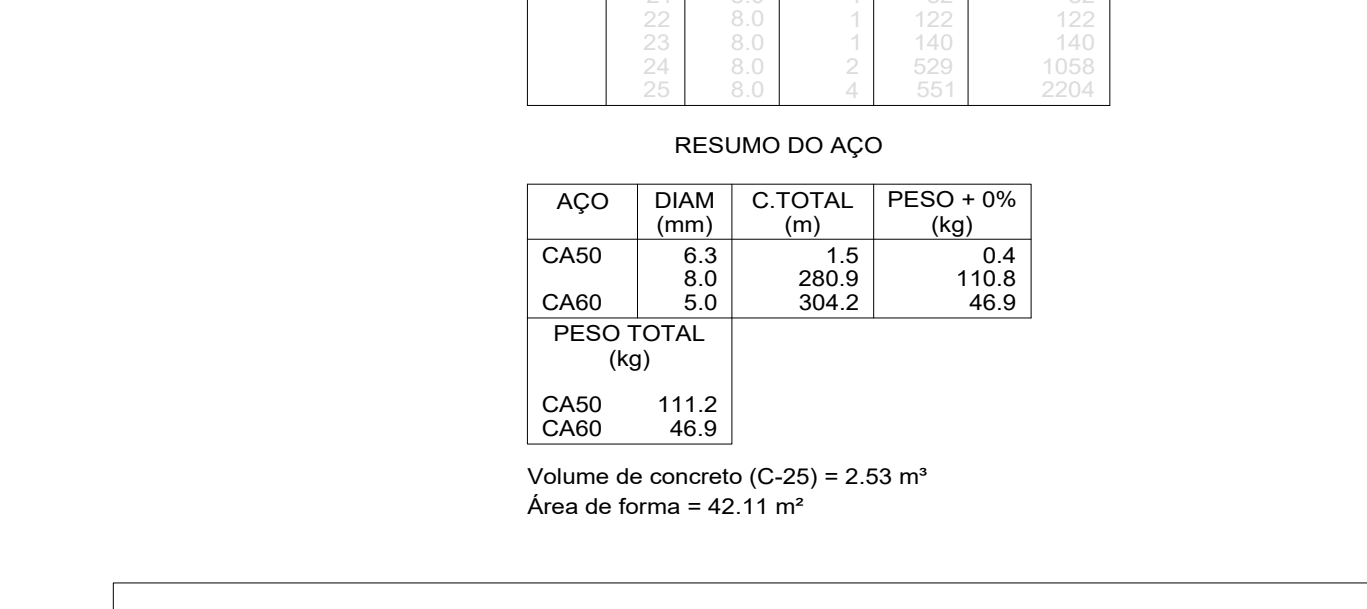 22 8.0 1 122 122
23 8.0 1 140 140
24 8.0 2 529 1058
25 8.0 4 551 2204
RESUMO DO AÇO
AÇO DIAM C.TOTAL PESO + 0%
(mm) (m) (kg)
CA50 6.3 1.5 0.4
8.0 280.9 110.8
CA60 5.0 304.2 46.9
PESO TOTAL
(kg)
CA50 111.2
CA60 46.9
Volume de concreto (C-25) = 2.53 m³
Área de forma = 42.11 m²